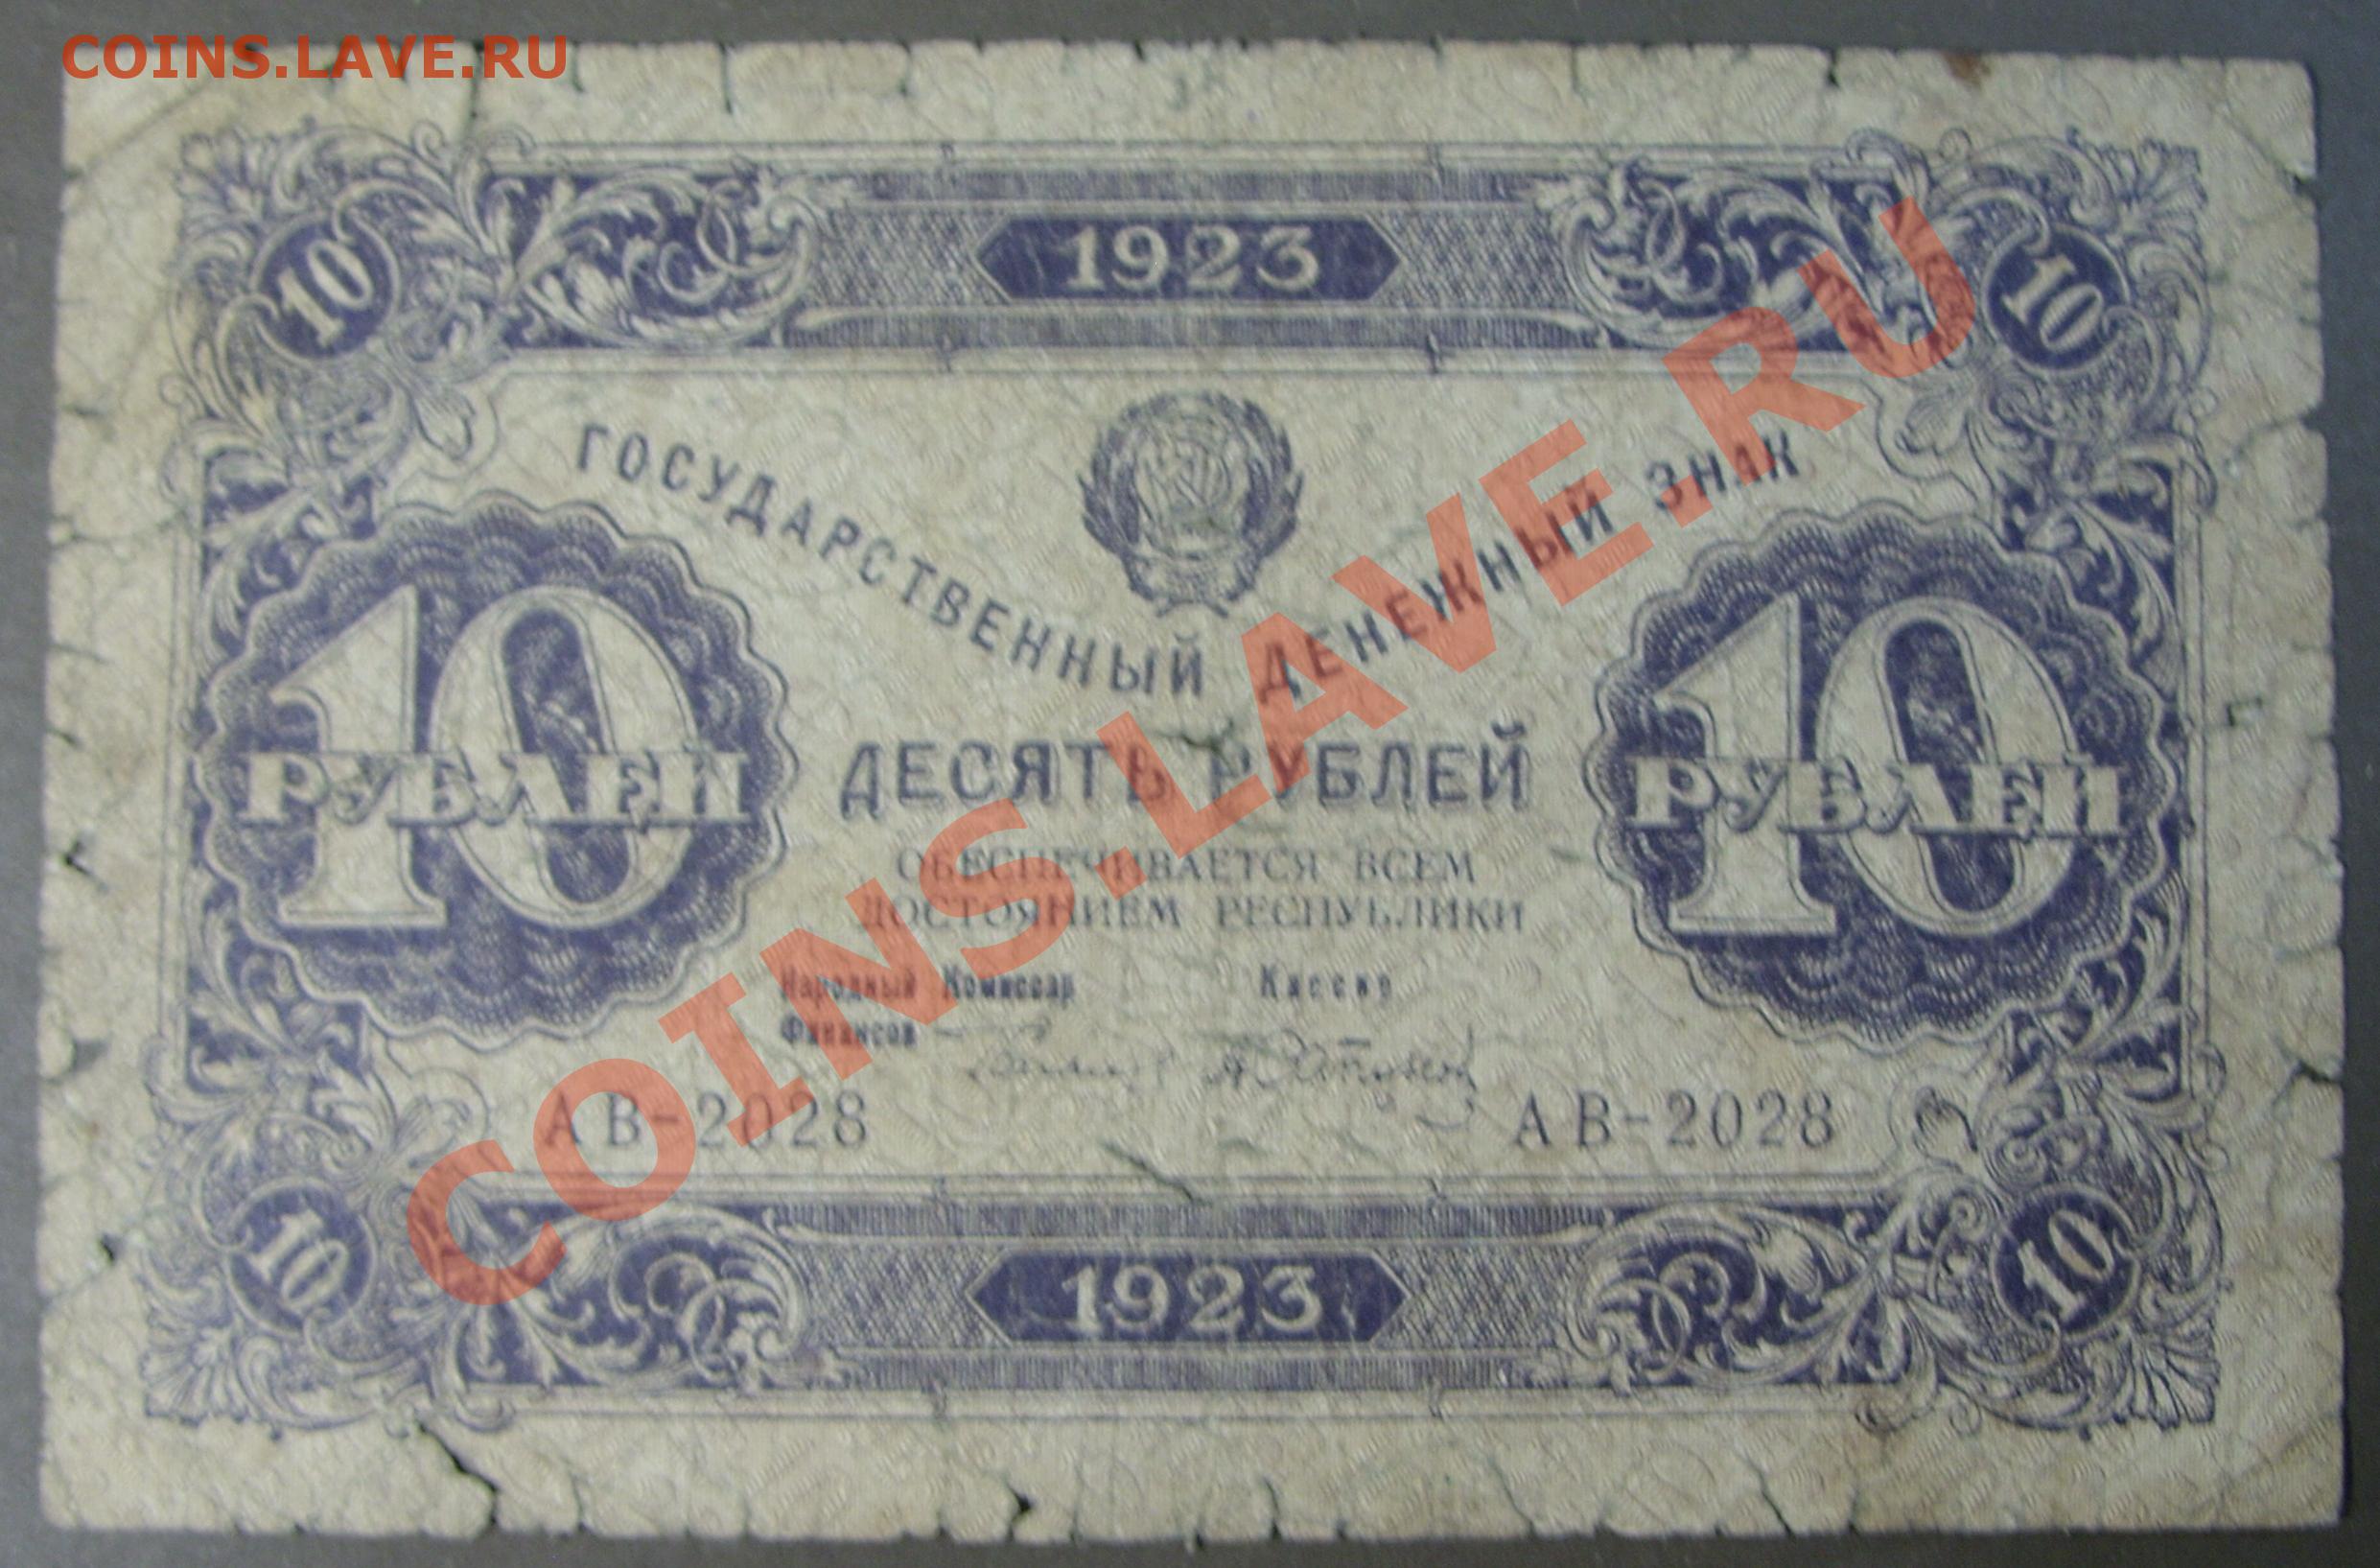 COINS.LAVE.RU
1923
10 10
ГОСУДАРСТВЕННЫЙ ДЕНЕЖНЫЙ ЗНАК
10 РУБЛЕЙ
10 РУБЛЕЙ
ДЕСЯТЬ РУБЛЕЙ
ОБЕСПЕЧИВАЕТСЯ ВСЕМ
ДОСТОЯНИЕМ РЕСПУБЛИКИ
Народный Комиссар
Финансов
Кассир
АВ-2028 АВ-2028
10 10
1923
COINS.LAVE.RU